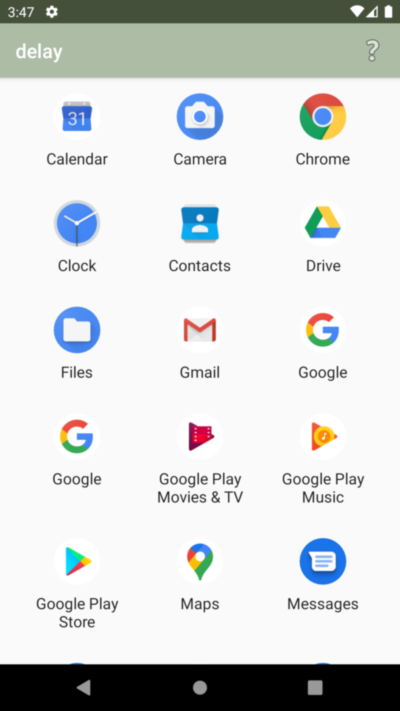 3:47
delay
?
31
Calendar
Camera
Chrome
Clock
Contacts
Drive
Files
Gmail
Google
Google
Google Play
Movies & TV
Google Play
Music
Google Play
Store
Maps
Messages